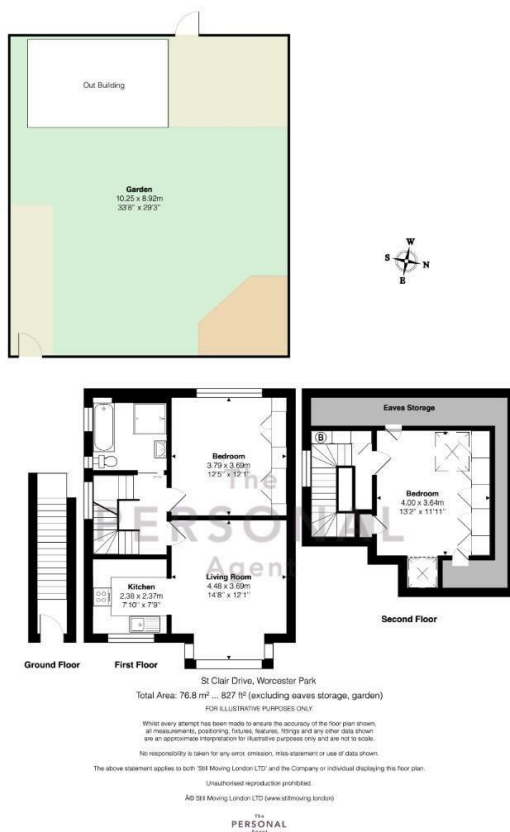 Out Building
Garden
10.25 x 8.92m
33'8" x 29'3"
W
S
N
E
Eaves Storage
B
Bedroom
3.79 x 3.69m
12'5" x 12'1"
Bedroom
4.00 x 3.64m
13'2" x 11'11"
The
PERSONAL
Agent
Kitchen
2.38 x 2.37m
7'10" x 7'9"
Living Room
4.48 x 3.69m
14'8" x 12'1"
Second Floor
Ground Floor
First Floor
St Clair Drive, Worcester Park
Total Area: 76.8 m² ... 827 ft² (excluding eaves storage, garden)
FOR ILLUSTRATIVE PURPOSES ONLY.
Whilst every attempt has been made to ensure the accuracy of the floor plan shown,
all measurements, positioning, fixtures, features, fittings and any other data shown
are an approximate interpretation for illustrative purposes only and are not to scale.
No responsibility is taken for any error, omission, miss-statement or use of data shown.
The above statement applies to both 'Still Moving London LTD' and the Company or individual displaying this floor plan.
Unauthorised reproduction prohibited.
Â© Still Moving London LTD (www.stillmoving.london)
The
PERSONAL
Agent